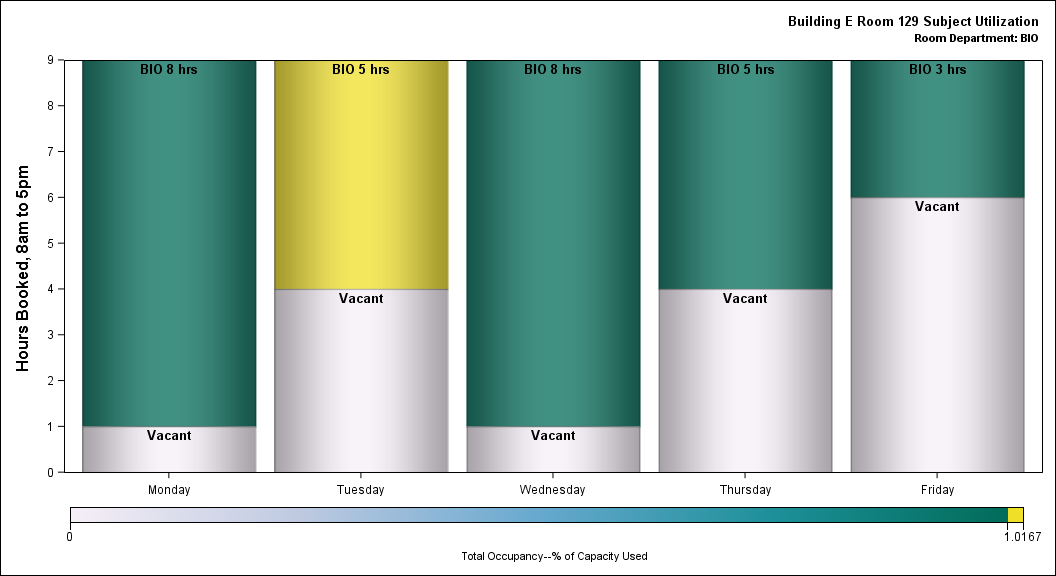 Building E Room 129 Subject Utilization
Room Department: BIO
Hours Booked, 8am to 5pm
9
8
7
6
5
4
3
2
1
0
BIO 8 hrs
BIO 5 hrs
BIO 8 hrs
BIO 5 hrs
BIO 3 hrs
Vacant
Vacant
Vacant
Vacant
Vacant
Monday
Tuesday
Wednesday
Thursday
Friday
0
1.0167
Total Occupancy--% of Capacity Used